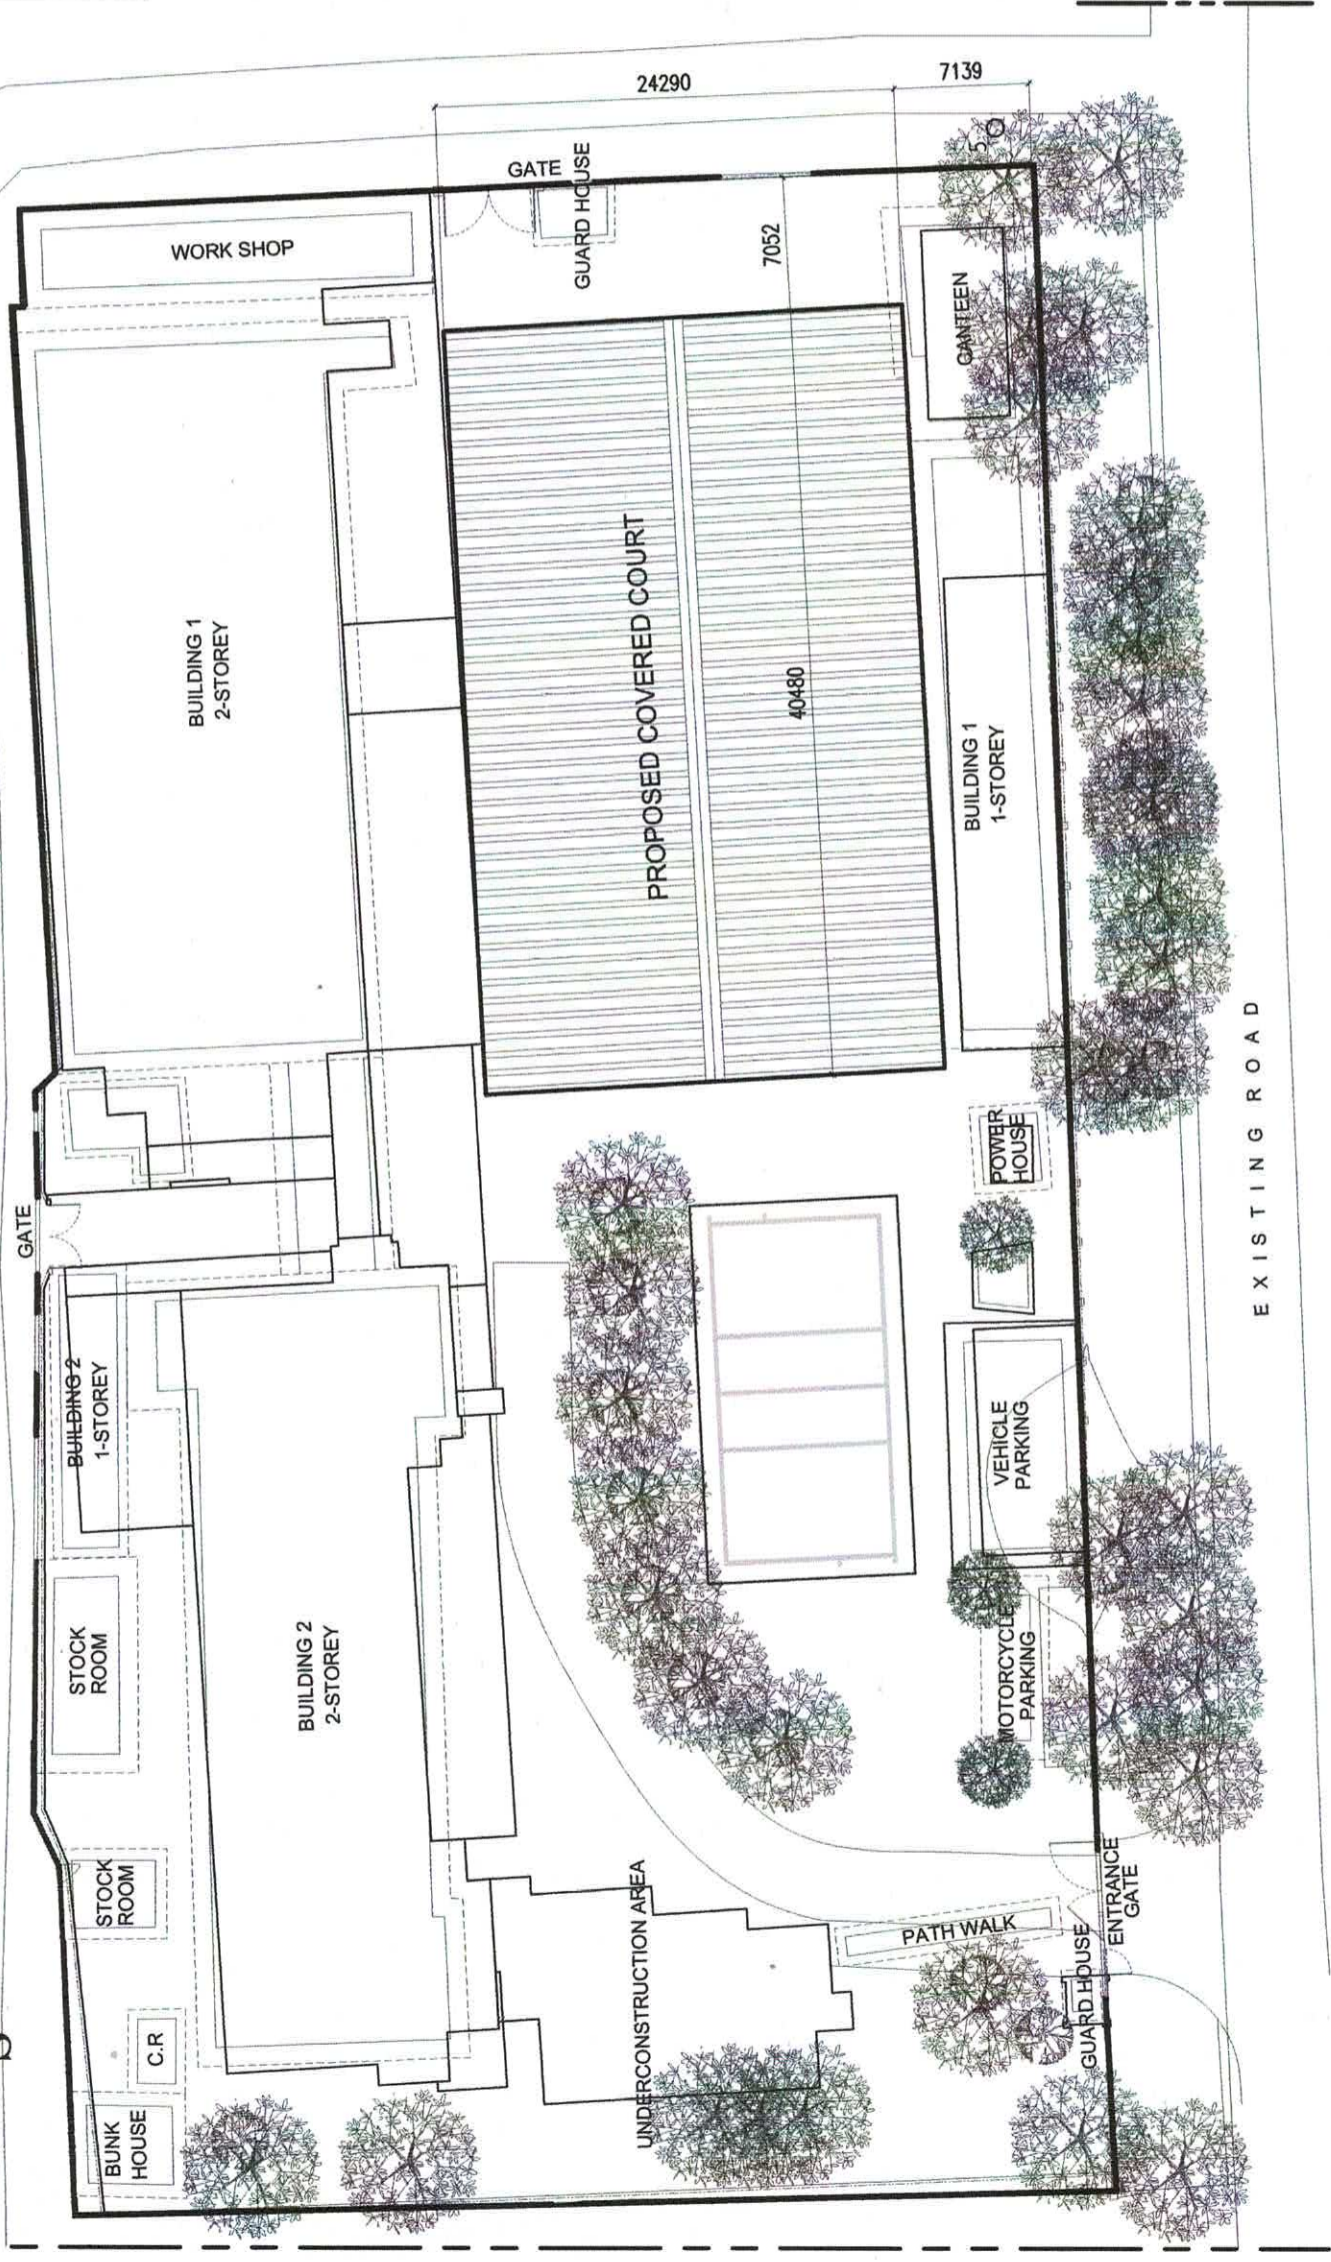 24290
7139
GATE
GUARD HOUSE
5
WORK SHOP
7052
GANTEEN
BUILDING 1
2-STOREY
PROPOSED COVERED COURT
40480
BUILDING 1
1-STOREY
POWER
HOUSE
EXISTING ROAD
GATE
BUILDING 2
1-STOREY
VEHICLE
PARKING
STOCK
ROOM
BUILDING 2
2-STOREY
MOTORCYCLE
PARKING
STOCK
ROOM
UNDERCONSTRUCTION AREA
PATH WALK
ENTRANCE
GATE
GUARD HOUSE
C.R
BUNK
HOUSE